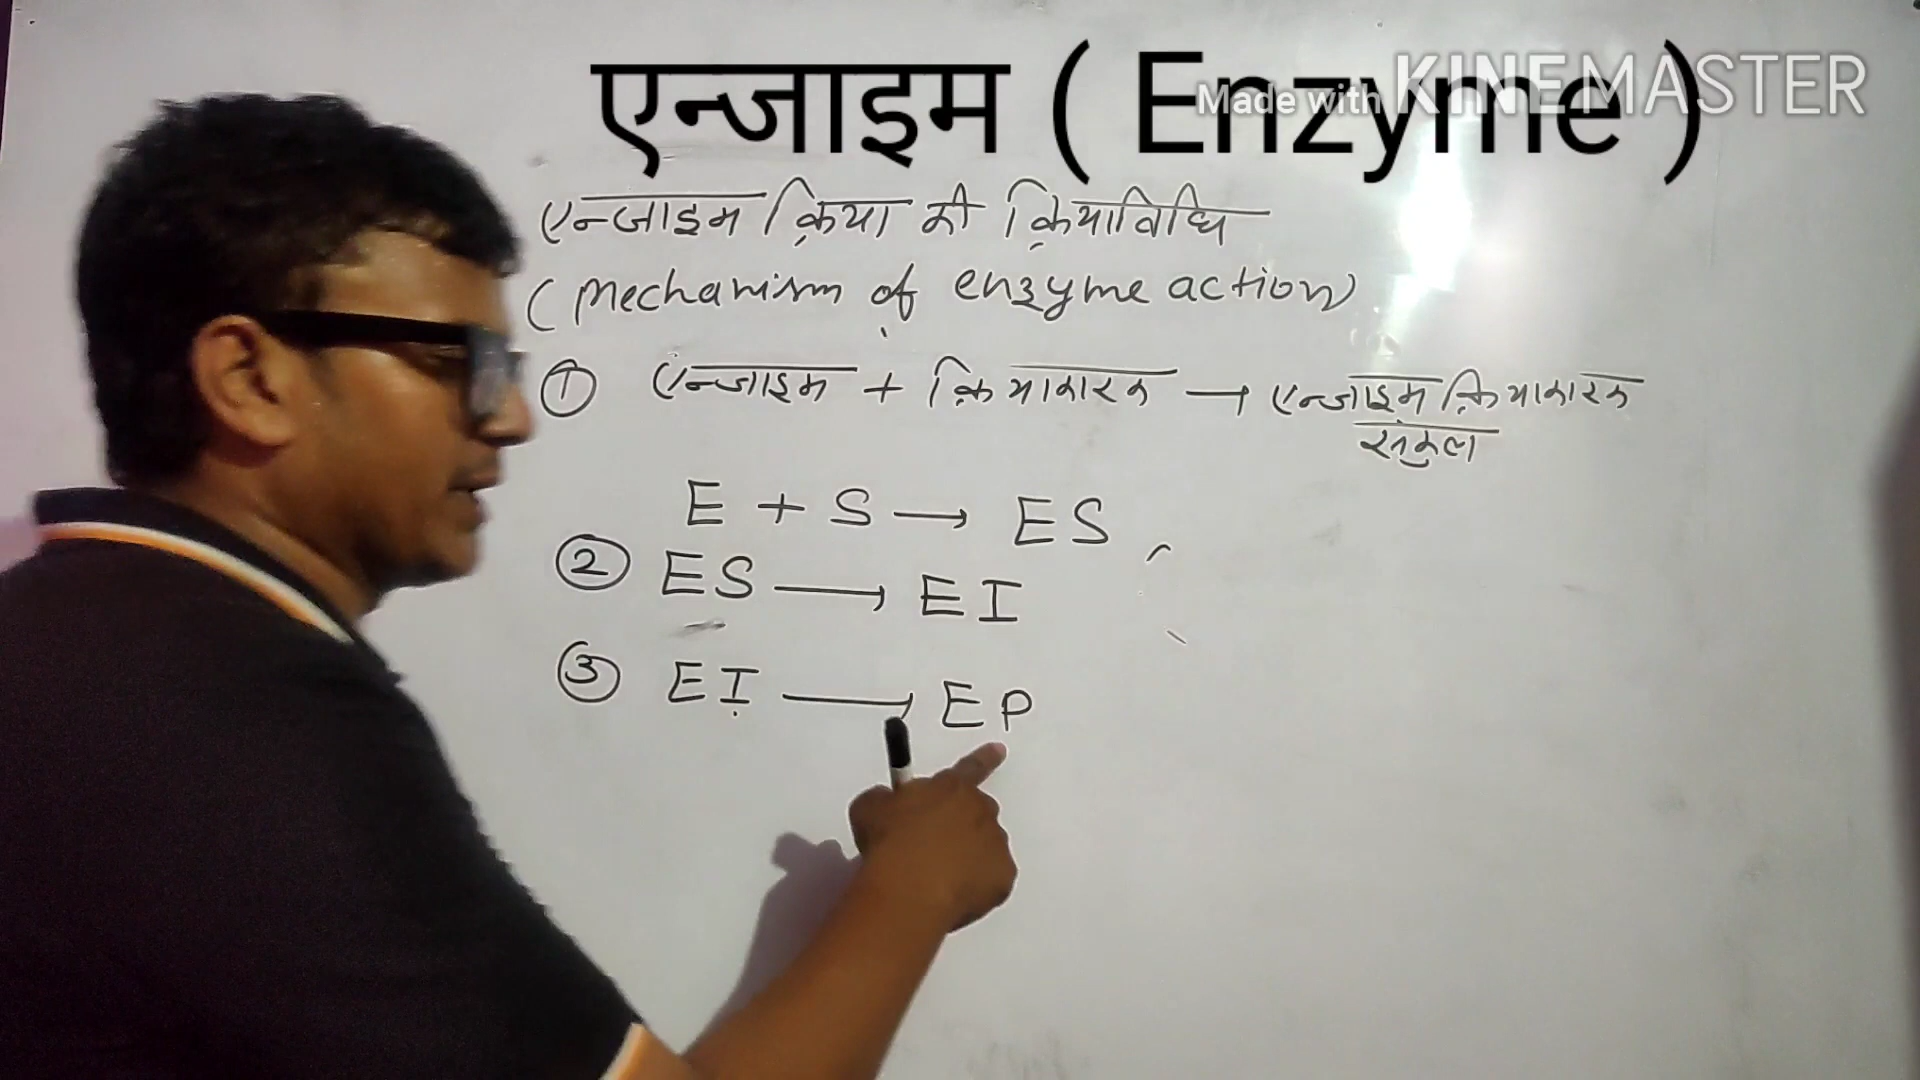 एन्जाइम ( Enzyme )
Made with KINEMASTER
एन्जाइम क्रिया की क्रियाविधि
(Mechanism of enzyme action)
① एन्जाइम + क्रियाकारक → एन्जाइम क्रियाकारक
संकुल
E + S → ES
② ES → EI
③ EI → EP